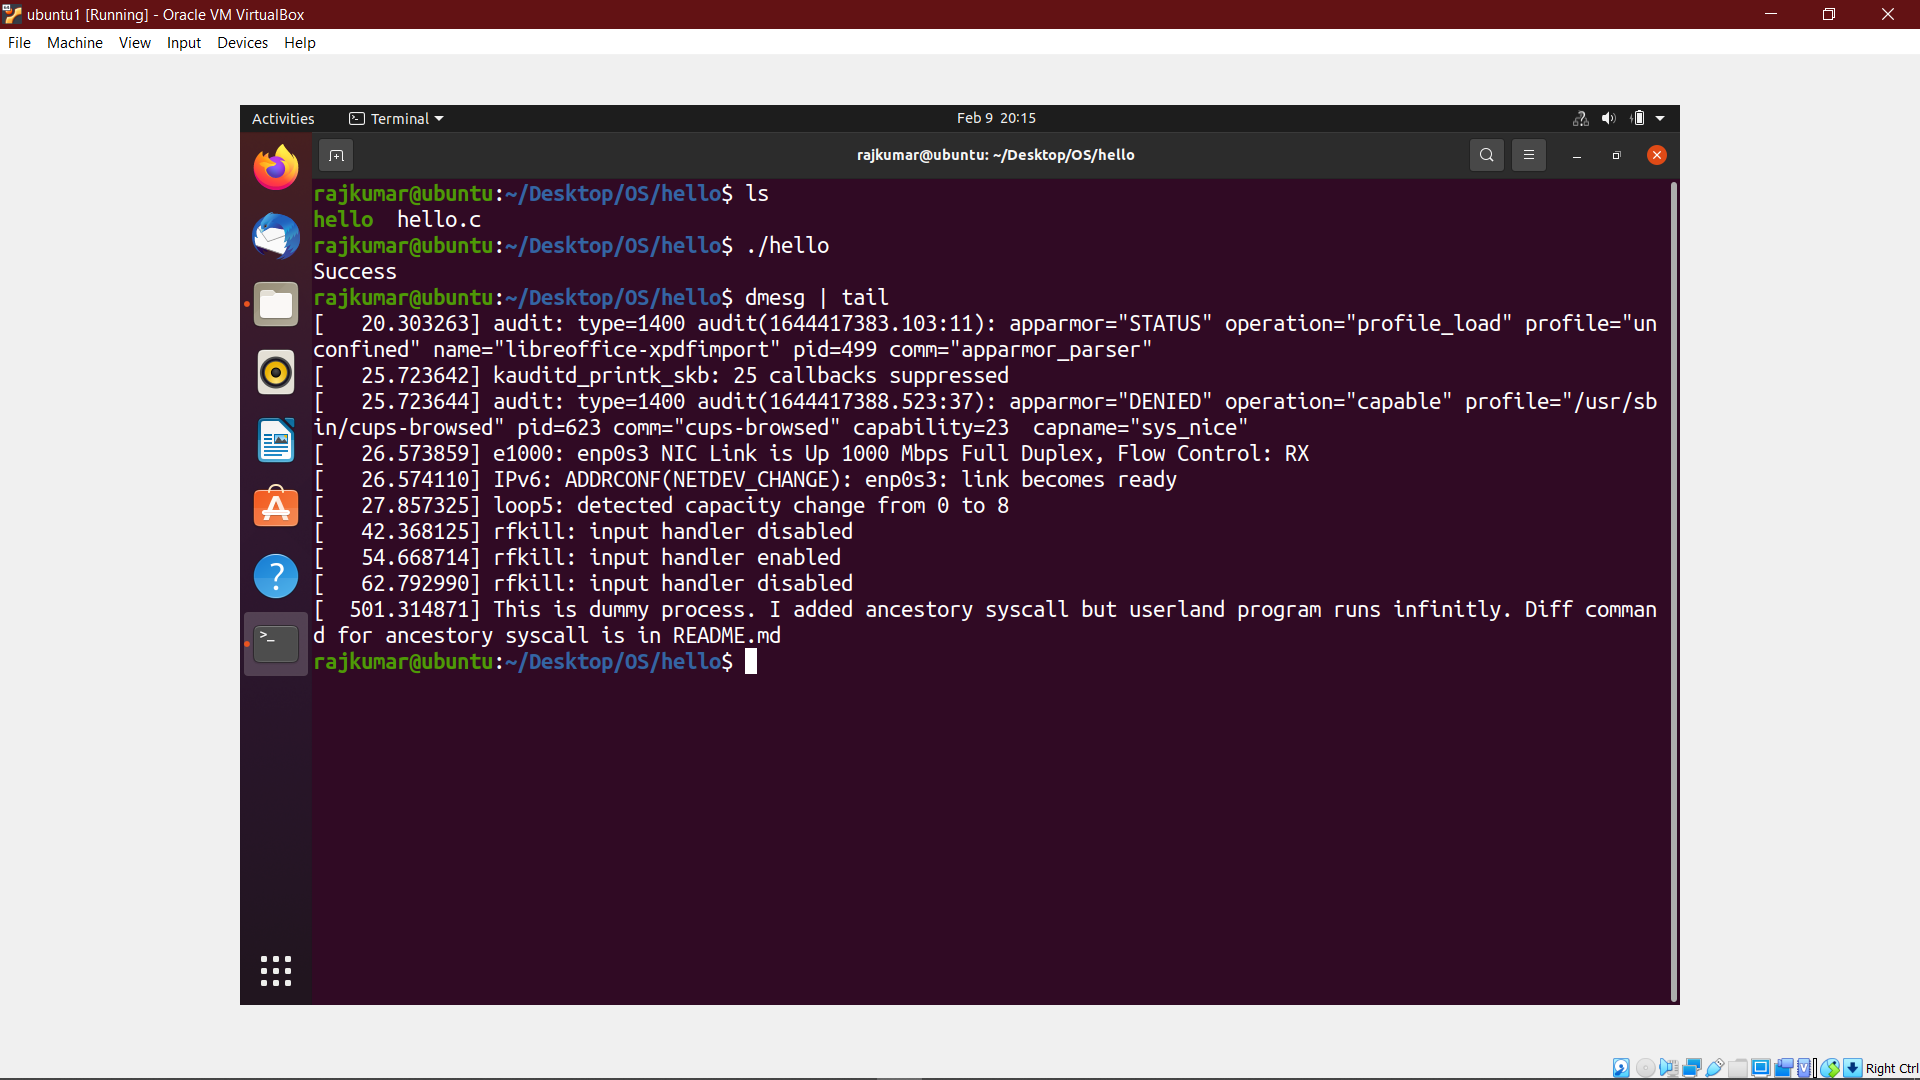 ubuntu1 [Running] - Oracle VM VirtualBox
File Machine View Input Devices Help
Activities Terminal Feb 9 20:15
rajkumar@ubuntu: ~/Desktop/OS/hello
rajkumar@ubuntu:~/Desktop/OS/hello$ ls
hello  hello.c
rajkumar@ubuntu:~/Desktop/OS/hello$ ./hello
Success
rajkumar@ubuntu:~/Desktop/OS/hello$ dmesg | tail
[   20.303263] audit: type=1400 audit(1644417383.103:11): apparmor="STATUS" operation="profile_load" profile="un
confined" name="libreoffice-xpdfimport" pid=499 comm="apparmor_parser"
[   25.723642] kauditd_printk_skb: 25 callbacks suppressed
[   25.723644] audit: type=1400 audit(1644417388.523:37): apparmor="DENIED" operation="capable" profile="/usr/sb
in/cups-browsed" pid=623 comm="cups-browsed" capability=23  capname="sys_nice"
[   26.573859] e1000: enp0s3 NIC Link is Up 1000 Mbps Full Duplex, Flow Control: RX
[   26.574110] IPv6: ADDRCONF(NETDEV_CHANGE): enp0s3: link becomes ready
[   27.857325] loop5: detected capacity change from 0 to 8
[   42.368125] rfkill: input handler disabled
[   54.668714] rfkill: input handler enabled
[   62.792990] rfkill: input handler disabled
[  501.314871] This is dummy process. I added ancestory syscall but userland program runs infinitly. Diff comman
d for ancestory syscall is in README.md
rajkumar@ubuntu:~/Desktop/OS/hello$
Right Ctrl